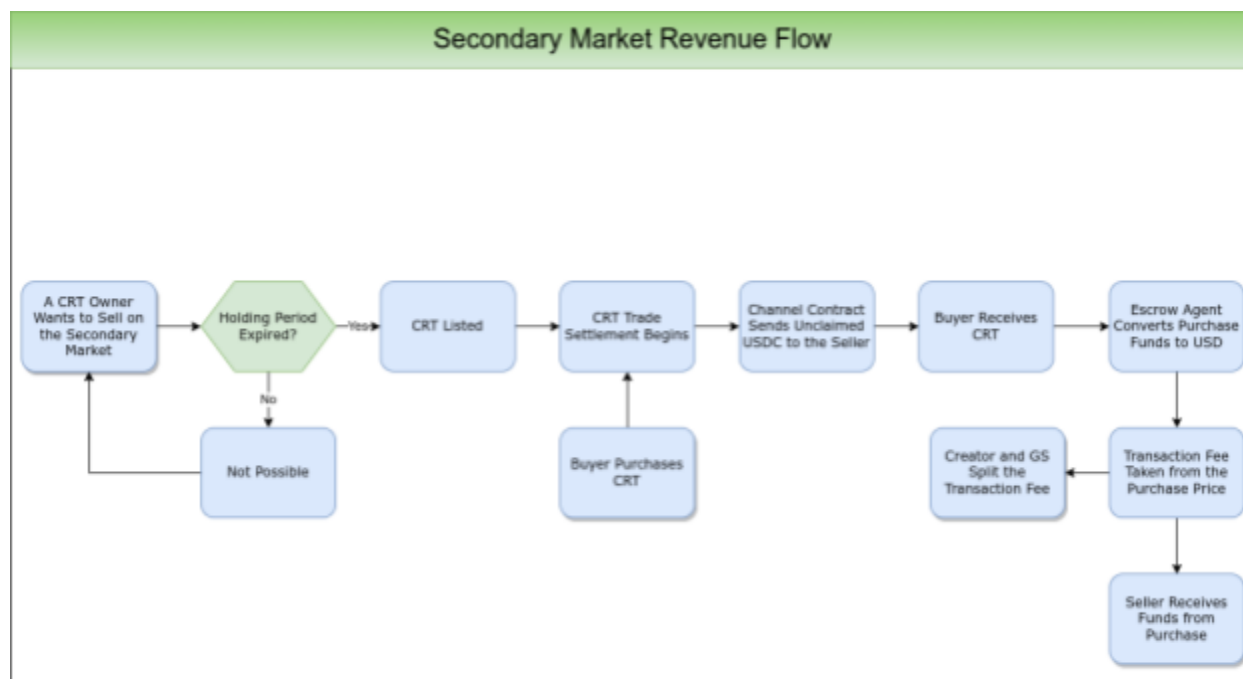 Secondary Market Revenue Flow
A CRT Owner
Wants to Sell on
the Secondary
Market
Holding Period
Expired?
Yes
CRT Listed
CRT Trade
Settlement Begins
Channel Contract
Sends Unclaimed
USDC to the Seller
Buyer Receives
CRT
Escrow Agent
Converts Purchase
Funds to USD
No
Not Possible
Buyer Purchases
CRT
Creator and GS
Split the
Transaction Fee
Transaction Fee
Taken from the
Purchase Price
Seller Receives
Funds from
Purchase